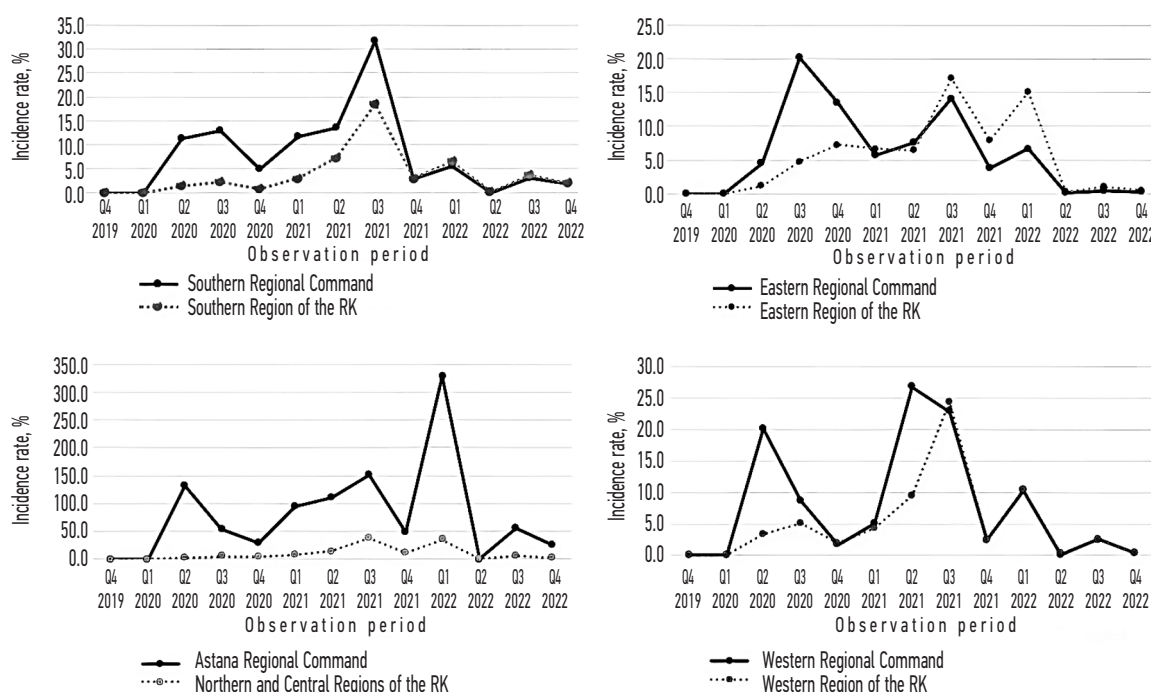 35.0
30.0
25.0
20.0
15.0
10.0
5.0
0.0
Incidence rate, %
Q4 Q1 Q2 Q3 Q4 Q1 Q2 Q3 Q4 Q1 Q2 Q3 Q4
2019 2020 2020 2020 2020 2021 2021 2021 2021 2022 2022 2022 2022
Observation period
Southern Regional Command
Southern Region of the RK
25.0
20.0
15.0
10.0
5.0
0.0
Incidence rate, %
Q4 Q1 Q2 Q3 Q4 Q1 Q2 Q3 Q4 Q1 Q2 Q3 Q4
2019 2020 2020 2020 2020 2021 2021 2021 2021 2022 2022 2022 2022
Observation period
Eastern Regional Command
Eastern Region of the RK
350.0
300.0
250.0
200.0
150.0
100.0
50.0
0.0
Incidence rate, %
Q4 Q1 Q2 Q3 Q4 Q1 Q2 Q3 Q4 Q1 Q2 Q3 Q4
2019 2020 2020 2020 2020 2021 2021 2021 2021 2022 2022 2022 2022
Observation period
Astana Regional Command
Northern and Central Regions of the RK
30.0
25.0
20.0
15.0
10.0
5.0
0.0
Incidence rate, %
Q4 Q1 Q2 Q3 Q4 Q1 Q2 Q3 Q4 Q1 Q2 Q3 Q4
2019 2020 2020 2020 2020 2021 2021 2021 2021 2022 2022 2022 2022
Observation period
Western Regional Command
Western Region of the RK